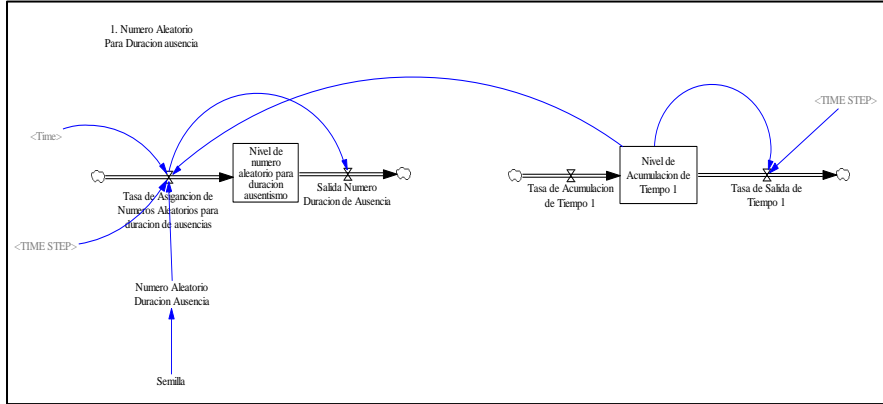 1. Numero Aleatorio
Para Duracion ausencia
<TIME STEP>
<Time>
Nivel de
numero
aleatorio para
duracion
ausentismo
Nivel de
Acumulacion de
Tiempo 1
Tasa de Asigancion de
Numeros Aleatorios para
duracion de ausencias
Salida Numero
Duracion de Ausencia
Tasa de Acumulacion
de Tiempo 1
Tasa de Salida de
Tiempo 1
<TIME STEP>
Numero Aleatorio
Duracion Ausencia
Semilla